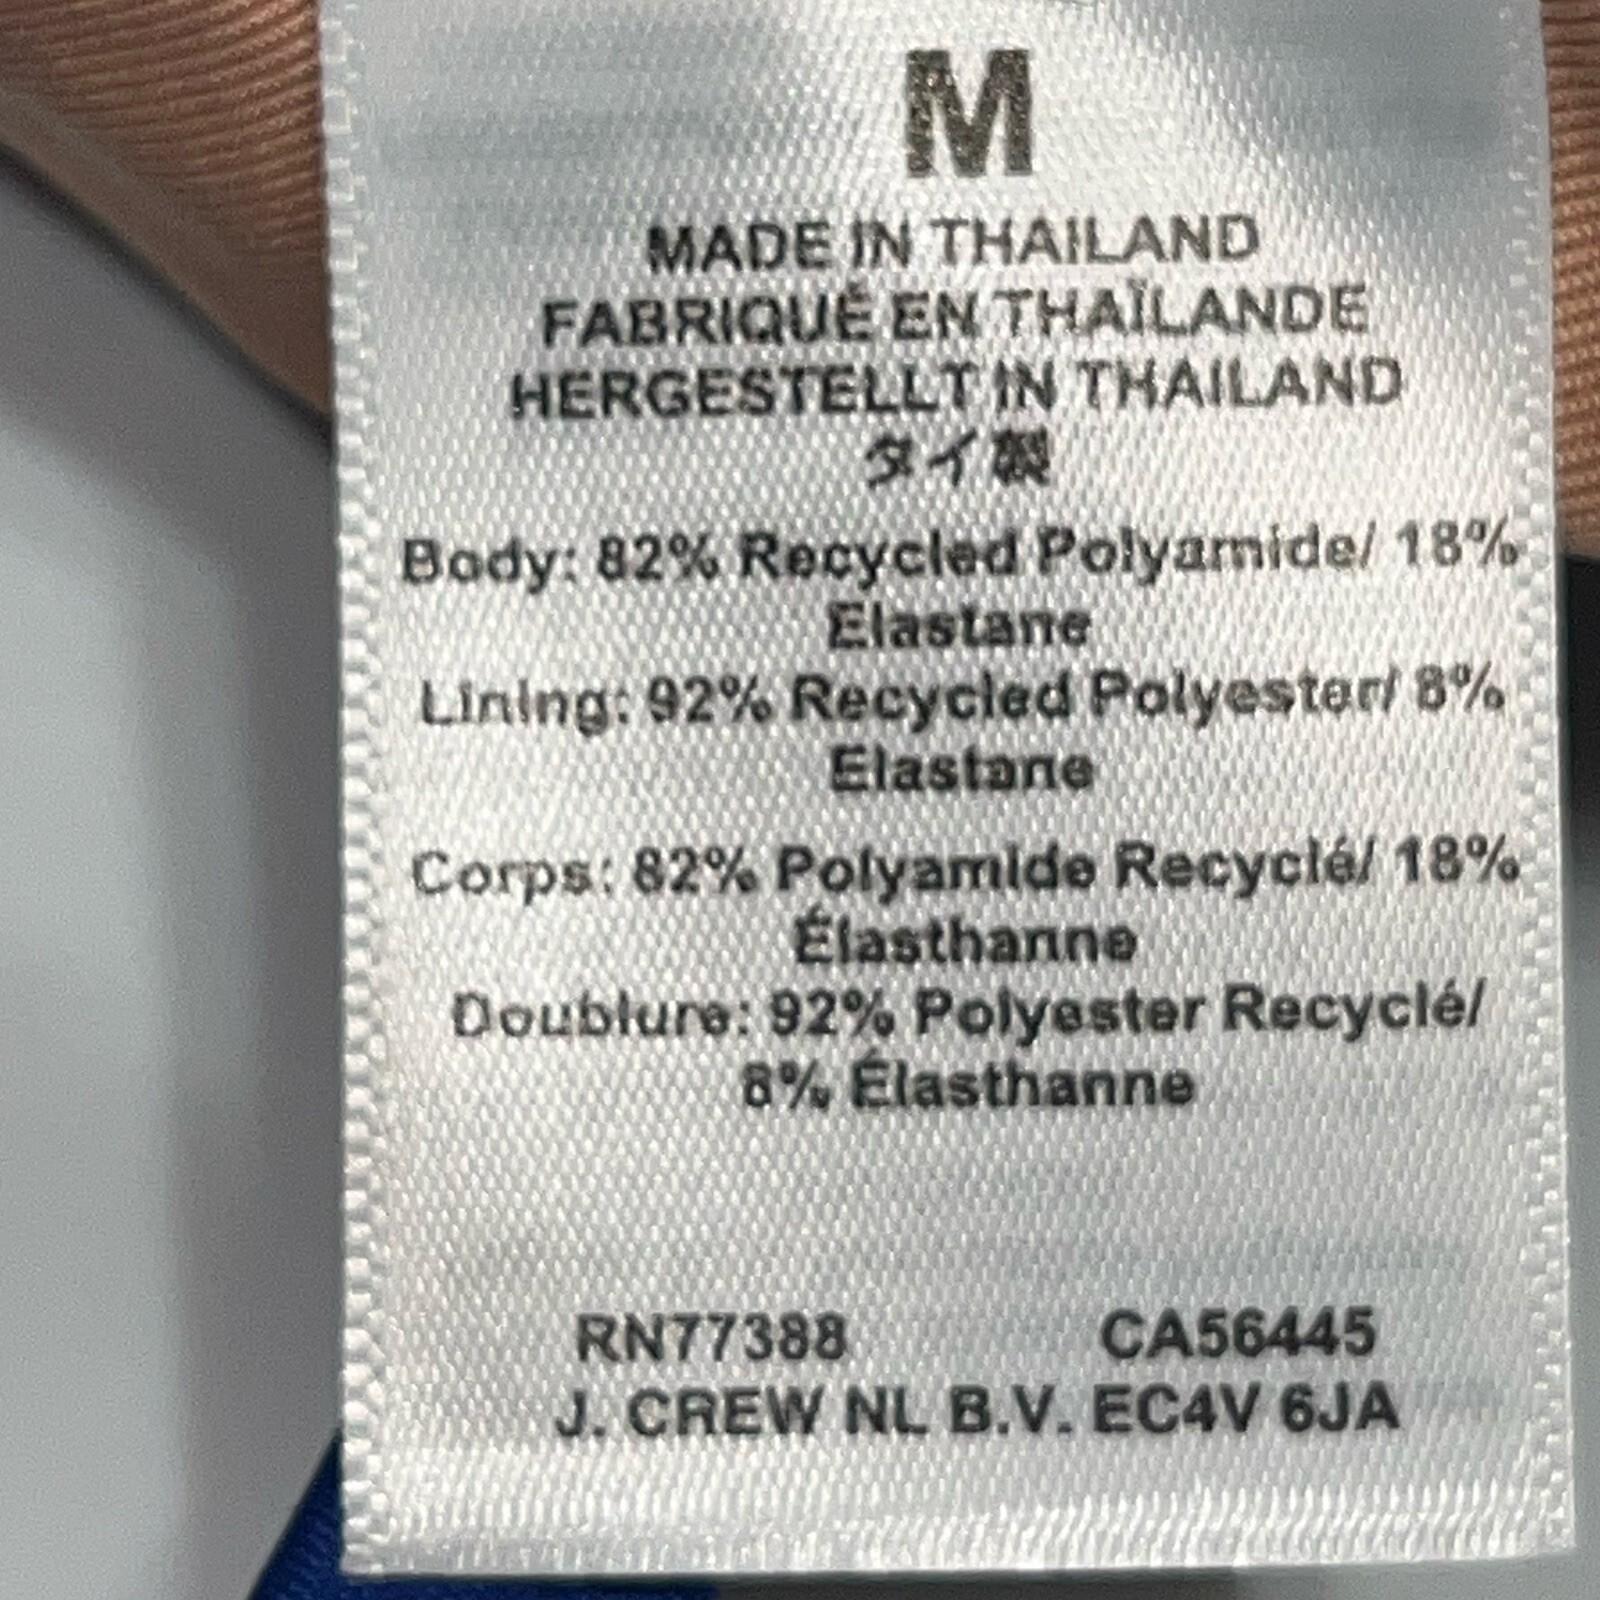 M
MADE IN THAILAND
FABRIQUÉ EN THAÏLANDE
HERGESTELLT IN THAILAND
タイ製
Body: 82% Recycled Polyamide/ 18%
Elastane
Lining: 92% Recycled Polyester/ 8%
Elastane
Corps: 82% Polyamide Recyclé/ 18%
Élasthanne
Doublure: 92% Polyester Recyclé/
8% Élasthanne
RN77388 CA56445
J. CREW NL B.V. EC4V 6JA